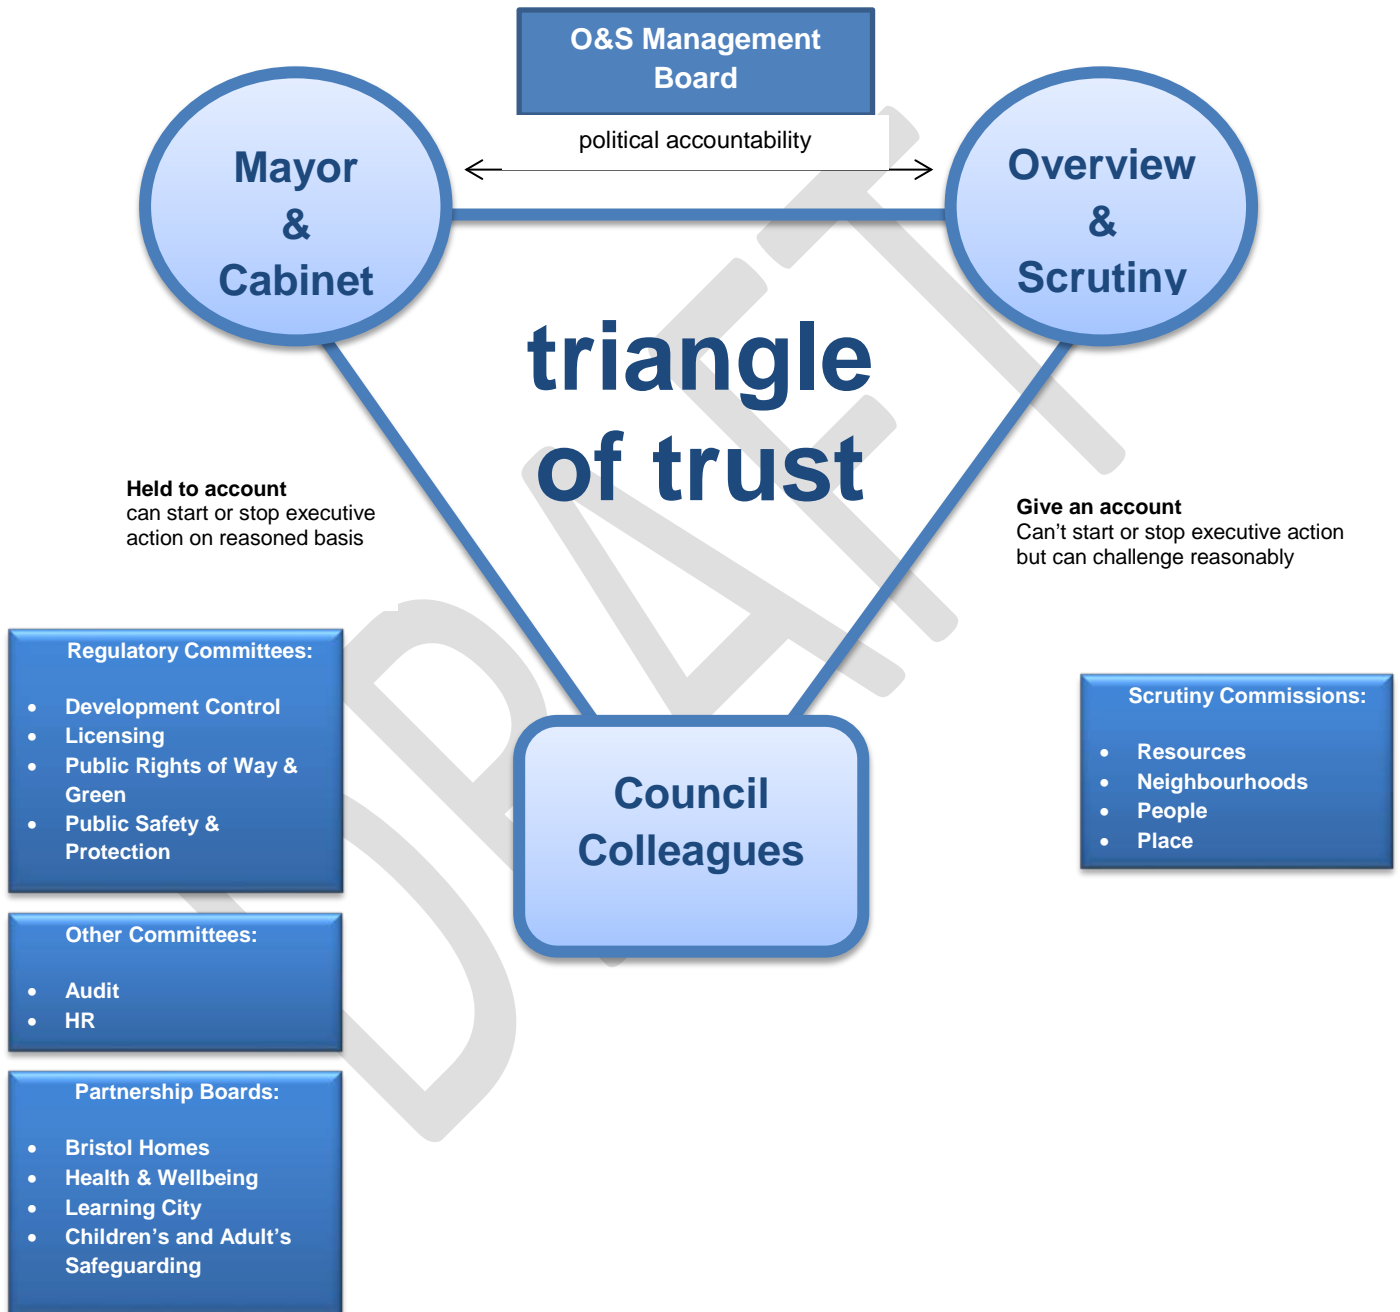 O&S Management
Board
political accountability
Mayor
&
Cabinet
Overview
&
Scrutiny
triangle
of trust
Held to account
can start or stop executive
action on reasoned basis
Give an account
Can't start or stop executive action
but can challenge reasonably
Regulatory Committees:
• Development Control
• Licensing
• Public Rights of Way &
Green
• Public Safety &
Protection
Scrutiny Commissions:
• Resources
• Neighbourhoods
• People
• Place
Council
Colleagues
Other Committees:
• Audit
• HR
Partnership Boards:
• Bristol Homes
• Health & Wellbeing
• Learning City
• Children's and Adult's
Safeguarding
DRAFT